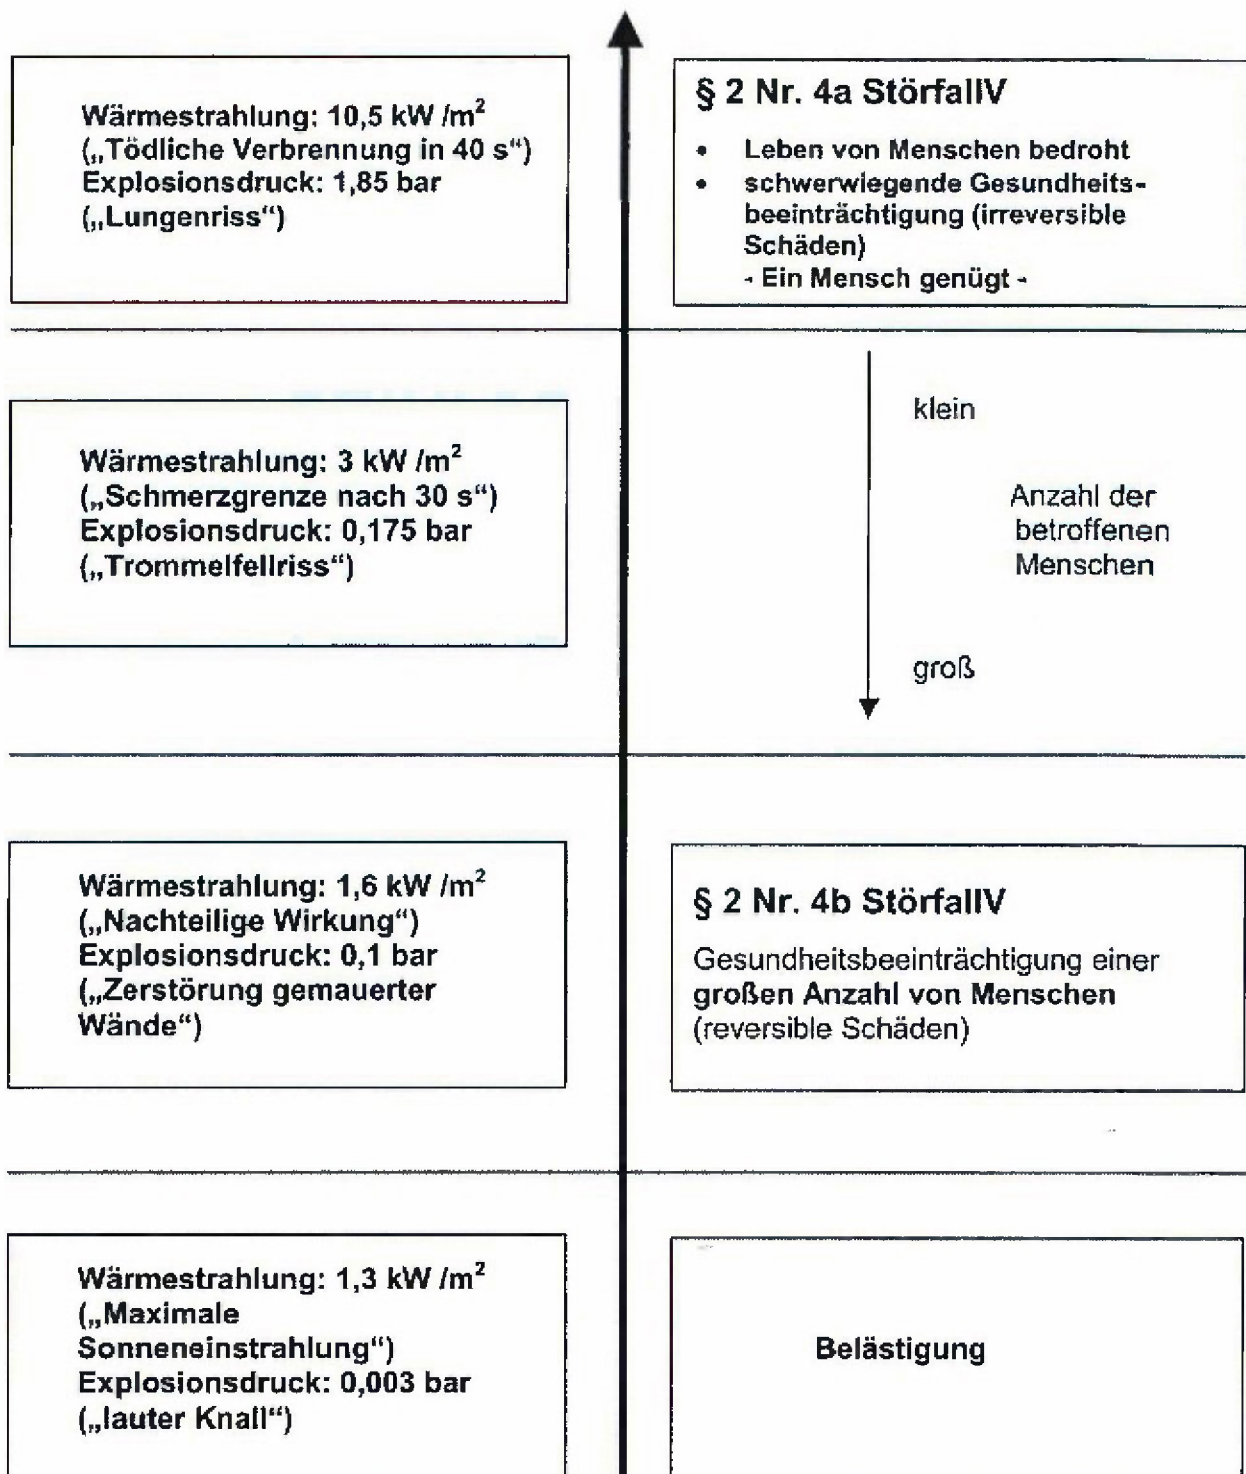 Wärmestrahlung: 10,5 kW /m²
(„Tödliche Verbrennung in 40 s“)
Explosionsdruck: 1,85 bar
(„Lungenriss“)
§ 2 Nr. 4a StörfallV
• Leben von Menschen bedroht
• schwerwiegende Gesundheits-
beeinträchtigung (irreversible
Schäden)
- Ein Mensch genügt -
Wärmestrahlung: 3 kW /m²
(„Schmerzgrenze nach 30 s“)
Explosionsdruck: 0,175 bar
(„Trommelfellriss“)
klein
Anzahl der
betroffenen
Menschen
groß
Wärmestrahlung: 1,6 kW /m²
(„Nachteilige Wirkung“)
Explosionsdruck: 0,1 bar
(„Zerstörung gemauerter
Wände“)
§ 2 Nr. 4b StörfallV
Gesundheitsbeeinträchtigung einer
großen Anzahl von Menschen
(reversible Schäden)
Wärmestrahlung: 1,3 kW /m²
(„Maximale
Sonneneinstrahlung“)
Explosionsdruck: 0,003 bar
(„lauter Knall“)
Belästigung